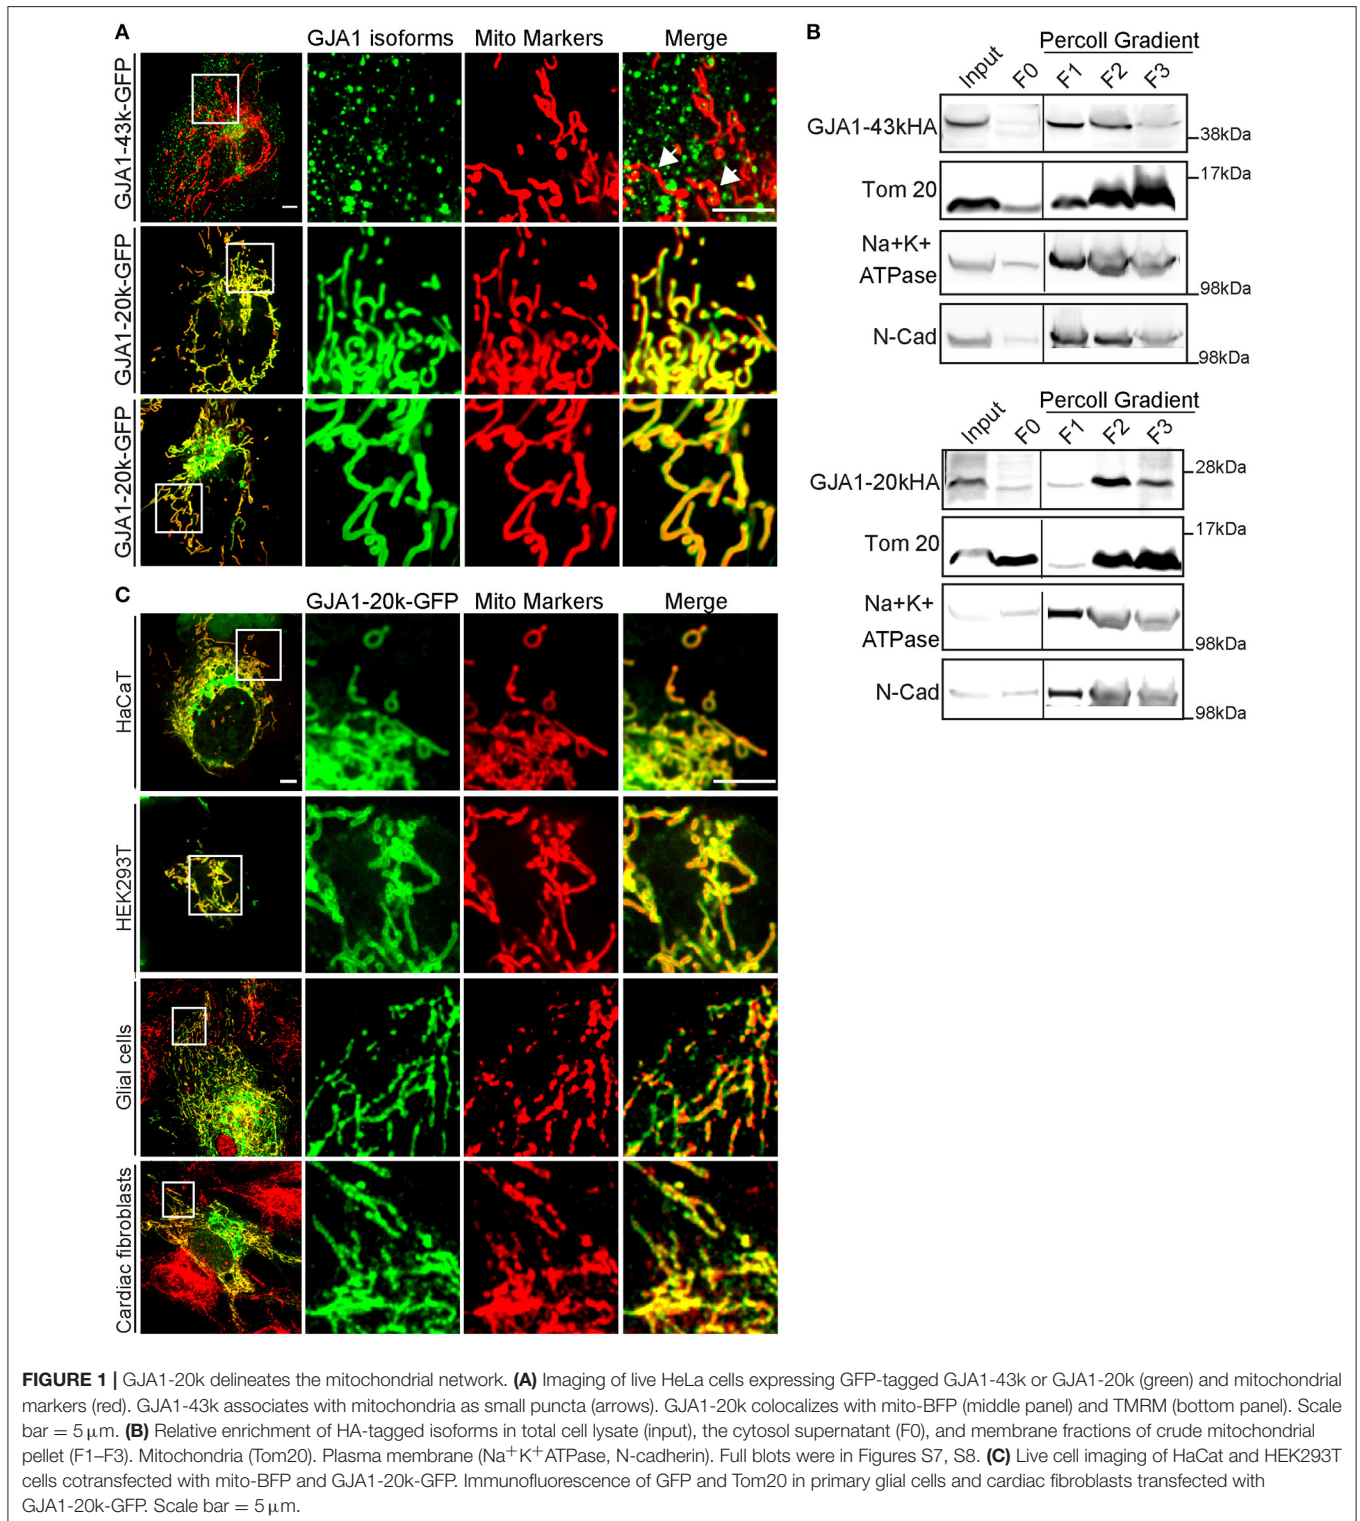 A
GJA1 isoforms Mito Markers Merge
GJA1-43k-GFP
GJA1-20k-GFP
GJA1-20k-GFP
B
Percoll Gradient
Input F0 F1 F2 F3
GJA1-43kHA
38kDa
Tom 20
17kDa
Na+K+
ATPase
98kDa
N-Cad
98kDa
Percoll Gradient
Input F0 F1 F2 F3
GJA1-20kHA
28kDa
Tom 20
17kDa
Na+K+
ATPase
98kDa
N-Cad
98kDa
C
GJA1-20k-GFP Mito Markers Merge
HaCaT
HEK293T
Glial cells
Cardiac fibroblasts
FIGURE 1 | GJA1-20k delineates the mitochondrial network. (A) Imaging of live HeLa cells expressing GFP-tagged GJA1-43k or GJA1-20k (green) and mitochondrial
markers (red). GJA1-43k associates with mitochondria as small puncta (arrows). GJA1-20k colocalizes with mito-BFP (middle panel) and TMRM (bottom panel). Scale
bar = 5 μm. (B) Relative enrichment of HA-tagged isoforms in total cell lysate (input), the cytosol supernatant (F0), and membrane fractions of crude mitochondrial
pellet (F1–F3). Mitochondria (Tom20). Plasma membrane (Na⁺K⁺ATPase, N-cadherin). Full blots were in Figures S7, S8. (C) Live cell imaging of HaCat and HEK293T
cells cotransfected with mito-BFP and GJA1-20k-GFP. Immunofluorescence of GFP and Tom20 in primary glial cells and cardiac fibroblasts transfected with
GJA1-20k-GFP. Scale bar = 5 μm.